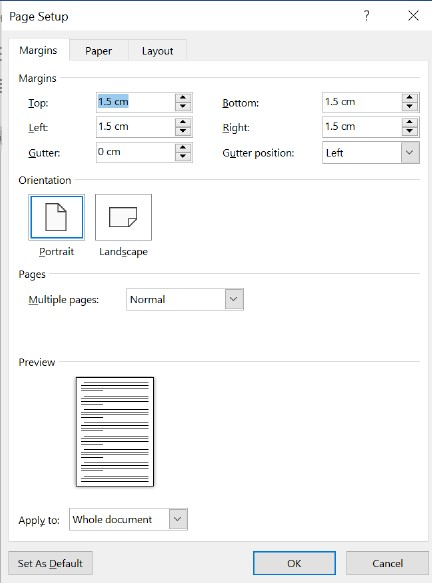 Page Setup ? ×
Margins Paper Layout
Margins
Top: 1.5 cm Bottom: 1.5 cm
Left: 1.5 cm Right: 1.5 cm
Gutter: 0 cm Gutter position: Left
Orientation
Portrait Landscape
Pages
Multiple pages: Normal
Preview
Apply to: Whole document
Set As Default OK Cancel